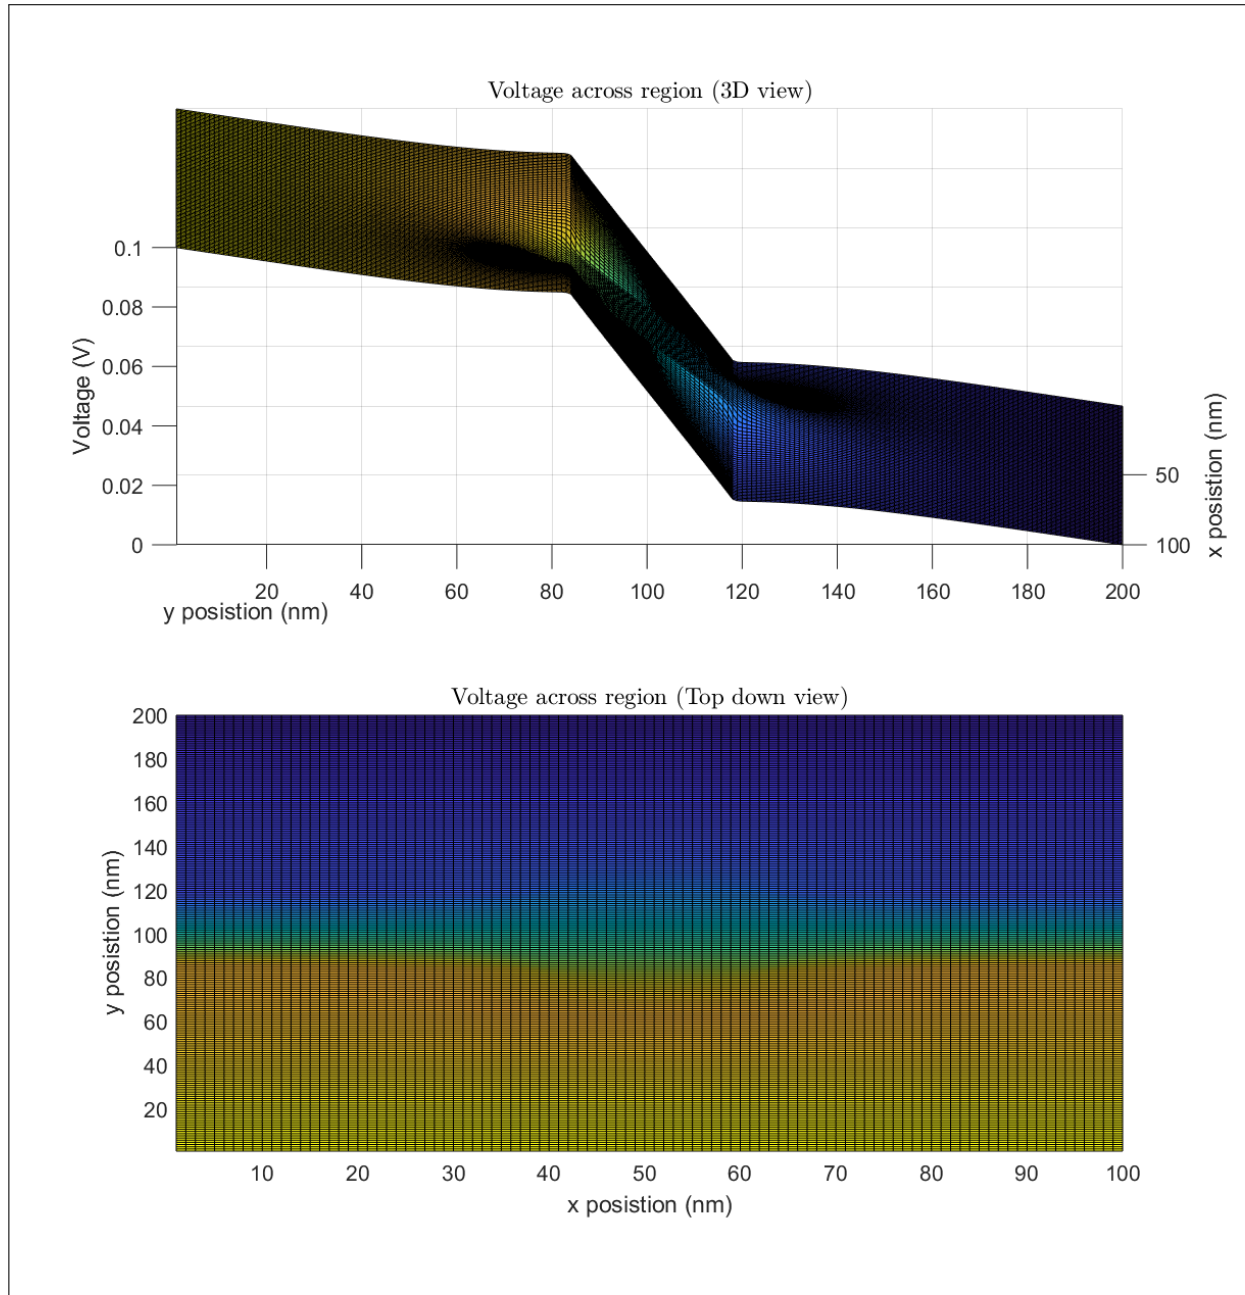 Voltage across region (3D view)
0.1
0.08
0.06
0.04
0.02
0
Voltage (V)
50
100
x posistion (nm)
20 40 60 80 100 120 140 160 180 200
y posistion (nm)
Voltage across region (Top down view)
200
180
160
140
120
100
80
60
40
20
y posistion (nm)
10 20 30 40 50 60 70 80 90 100
x posistion (nm)